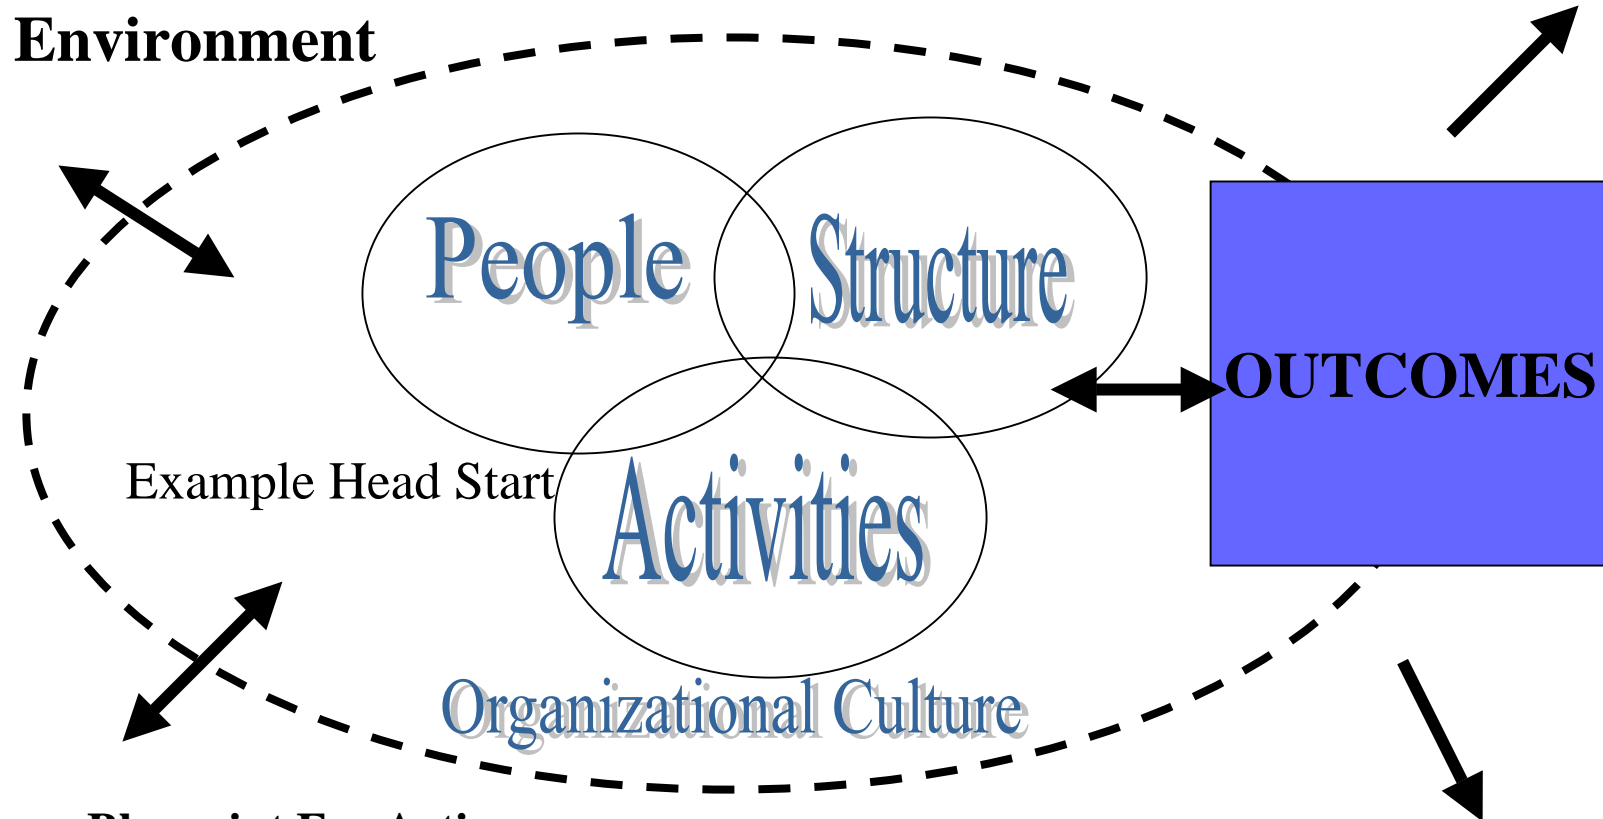 Environment
People
Structure
OUTCOMES
Example Head Start
Activities
Organizational Culture